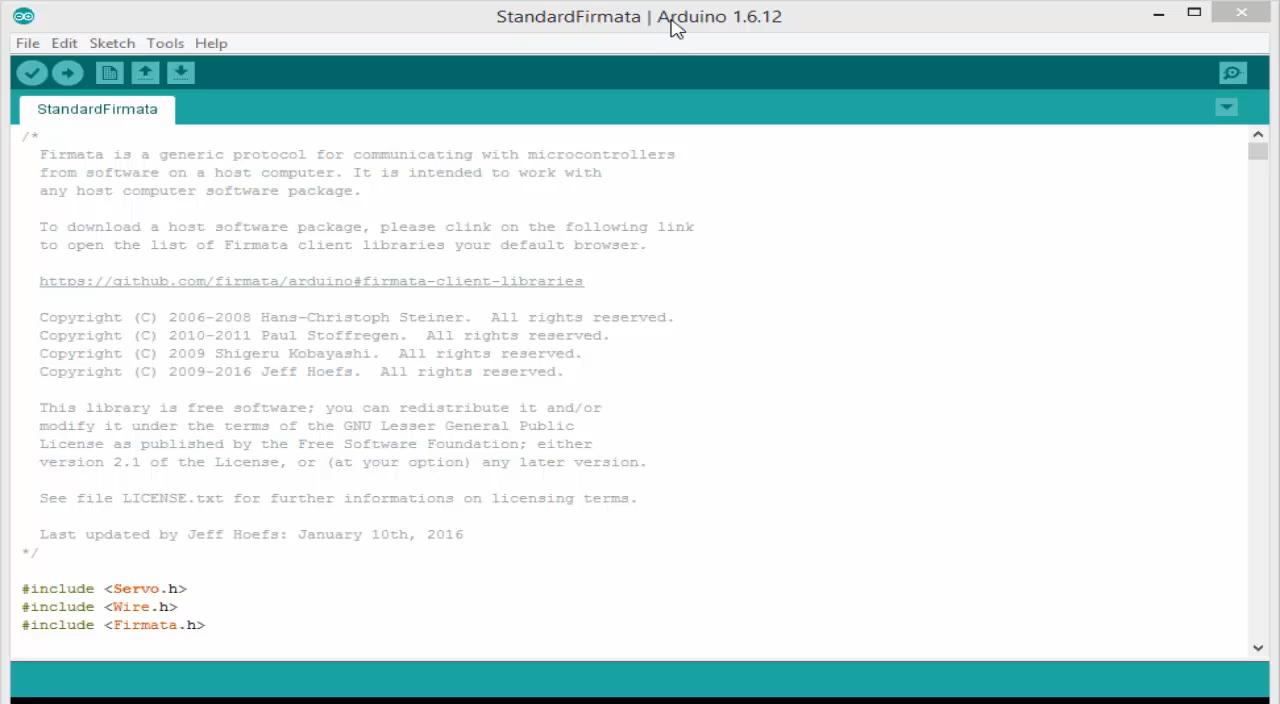 StandardFirmata | Arduino 1.6.12
File Edit Sketch Tools Help
StandardFirmata
/*
Firmata is a generic protocol for communicating with microcontrollers
from software on a host computer. It is intended to work with
any host computer software package.
To download a host software package, please clink on the following link
to open the list of Firmata client libraries your default browser.
https://github.com/firmata/arduino#firmata-client-libraries
Copyright (C) 2006-2008 Hans-Christoph Steiner.  All rights reserved.
Copyright (C) 2010-2011 Paul Stoffregen.  All rights reserved.
Copyright (C) 2009 Shigeru Kobayashi.  All rights reserved.
Copyright (C) 2009-2016 Jeff Hoefs.  All rights reserved.
This library is free software; you can redistribute it and/or
modify it under the terms of the GNU Lesser General Public
License as published by the Free Software Foundation; either
version 2.1 of the License, or (at your option) any later version.
See file LICENSE.txt for further informations on licensing terms.
Last updated by Jeff Hoefs: January 10th, 2016
*/
#include <Servo.h>
#include <Wire.h>
#include <Firmata.h>